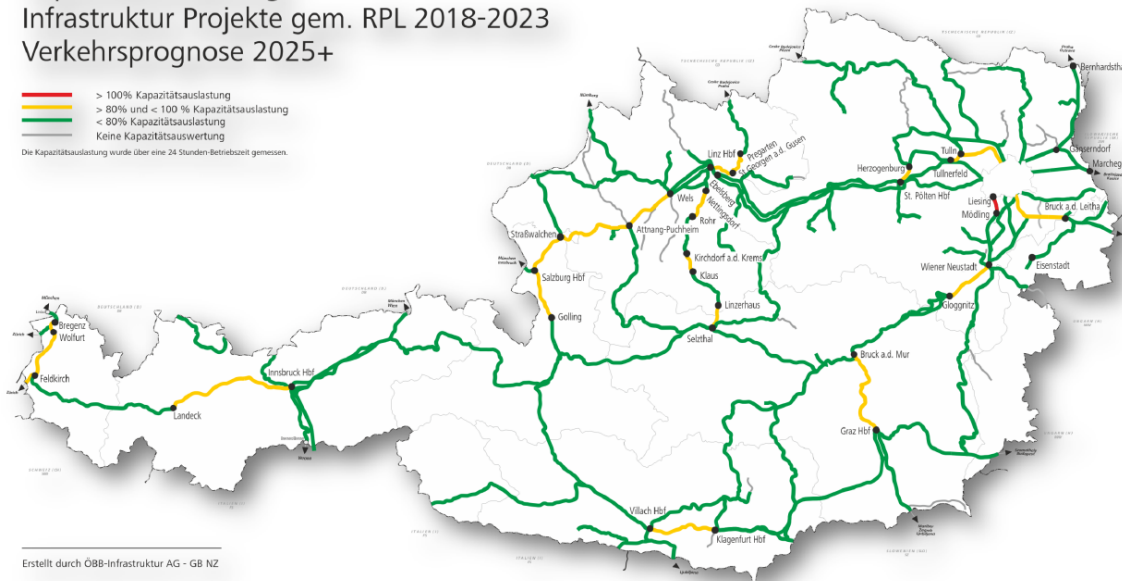 Infrastruktur Projekte gem. RPL 2018-2023
Verkehrsprognose 2025+
> 100% Kapazitätsauslastung
> 80% und < 100 % Kapazitätsauslastung
< 80% Kapazitätsauslastung
Keine Kapazitätsauswertung
Die Kapazitätsauslastung wurde über eine 24 Stunden-Betriebszeit gemessen.
Bernhardsthal
Gänserndorf
Marchegg
Tulln
Tullnerfeld
Herzogenburg
St. Pölten Hbf
Liesing
Mödling
Bruck a.d. Leitha
Eisenstadt
Wiener Neustadt
Gloggnitz
Linz Hbf
Pregarten
St. Georgen a.d. Gusen
Ebelsberg
Nettingsdorf
Wels
Rohr
Attnang-Puchheim
Straßwalchen
Kirchdorf a.d. Krems
Klaus
Salzburg Hbf
Linzerhaus
Golling
Selzthal
Bruck a.d. Mur
Graz Hbf
Bregenz
Wolfurt
Feldkirch
Landeck
Innsbruck Hbf
Villach Hbf
Klagenfurt Hbf
Erstellt durch ÖBB-Infrastruktur AG - GB NZ